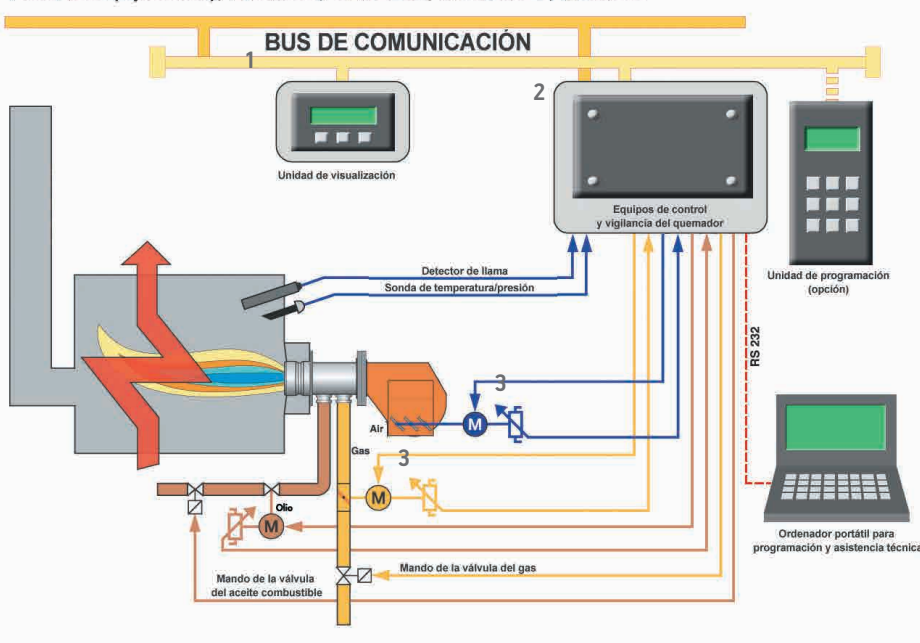 BUS DE COMUNICACIÓN
1
2
Unidad de visualización
Equipos de control
y vigilancia del quemador
Unidad de programación
(opción)
Detector de llama
Sonda de temperatura/presión
RS 232
3
Air
M
Gas
3
M
Olio
M
Ordenador portátil para
programación y asistencia técnica
Mando de la válvula
del aceite combustible
Mando de la válvula del gas